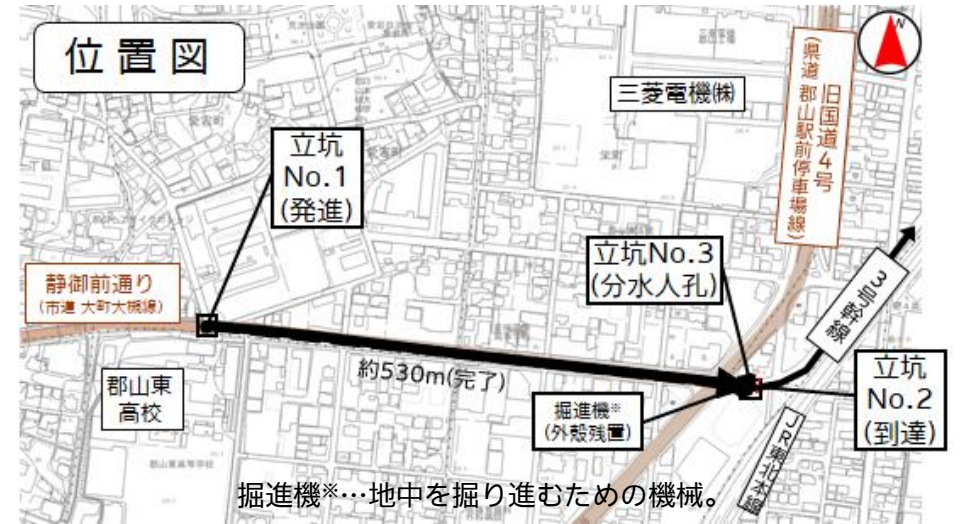 位置図
N
三菱電機㈱
旧国道4号
(県道 郡山駅前停車場線)
立坑
No.1
(発進)
栄町
立坑No.3
(分水人孔)
3号幹線
静御前通り
(市道 大町大槻線)
約530m(完了)
立坑
No.2
(到達)
郡山東
高校
掘進機※
(外殻残置)
JR東北本線
掘進機※…地中を掘り進むための機械。